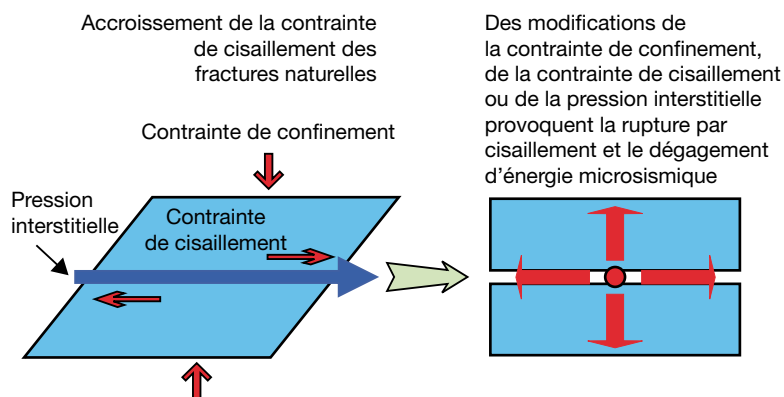 Accroissement de la contrainte
de cisaillement des
fractures naturelles
Des modifications de
la contrainte de confinement,
de la contrainte de cisaillement
ou de la pression interstitielle
provoquent la rupture par
cisaillement et le dégagement
d'énergie microsismique
Contrainte de confinement
Pression
interstitielle
Contrainte
de cisaillement